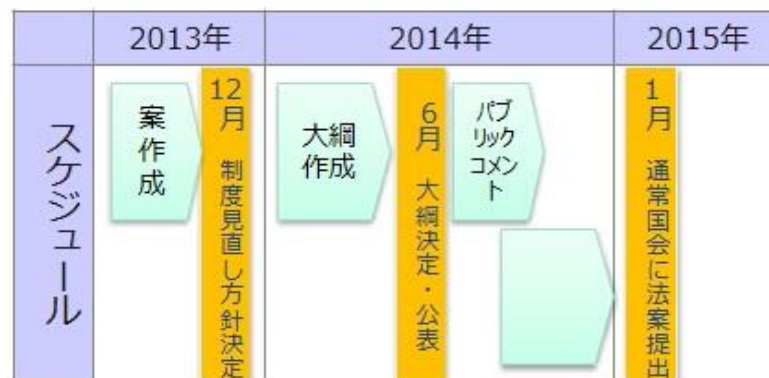 2013年
2014年
2015年
スケジュール
案
作
成
12月 制度見直し方針決定
大綱
作成
6月 大綱決定・公表
パブ
リック
コメン
ト
1月 通常国会に法案提出